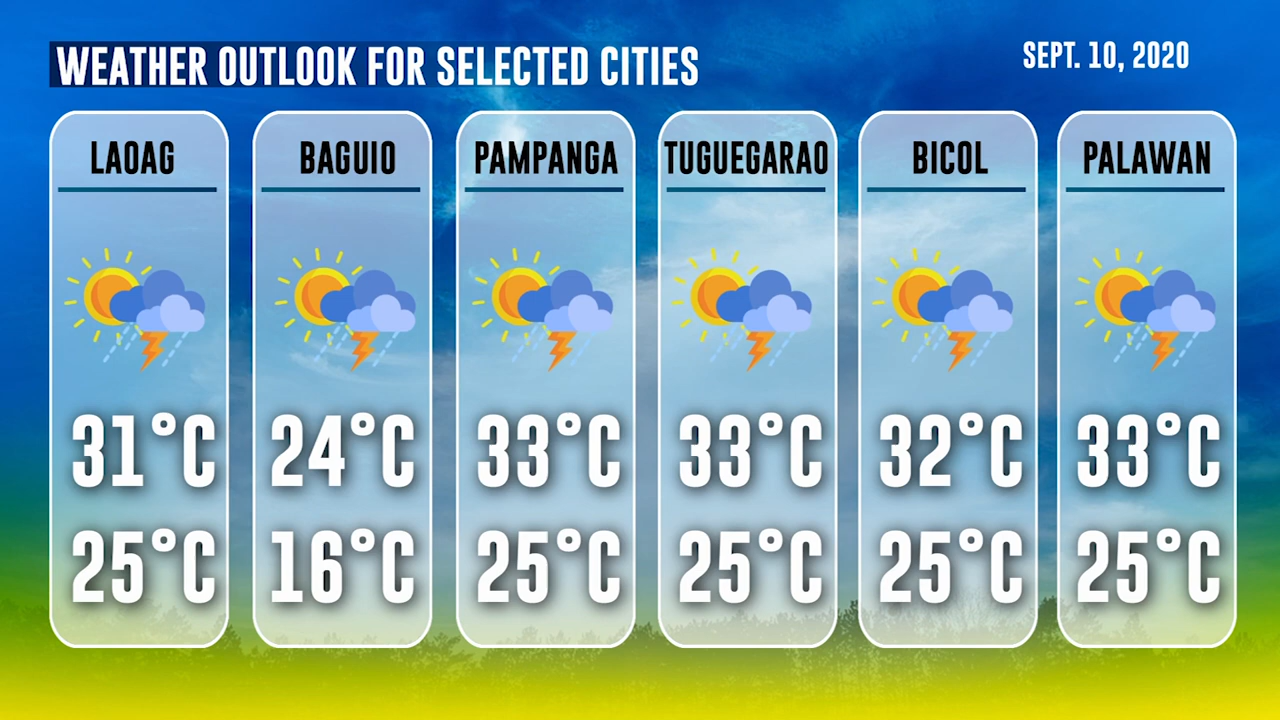 WEATHER OUTLOOK FOR SELECTED CITIES
SEPT. 10, 2020
LAOAG
31°C
25°C
BAGUIO
24°C
16°C
PAMPANGA
33°C
25°C
TUGUEGARAO
33°C
25°C
BICOL
32°C
25°C
PALAWAN
33°C
25°C